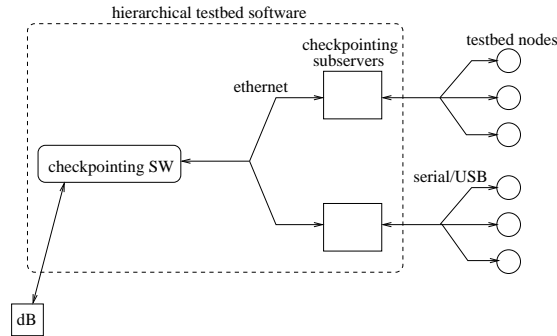 hierarchical testbed software
checkpointing
subservers
testbed nodes
ethernet
checkpointing SW
serial/USB
dB